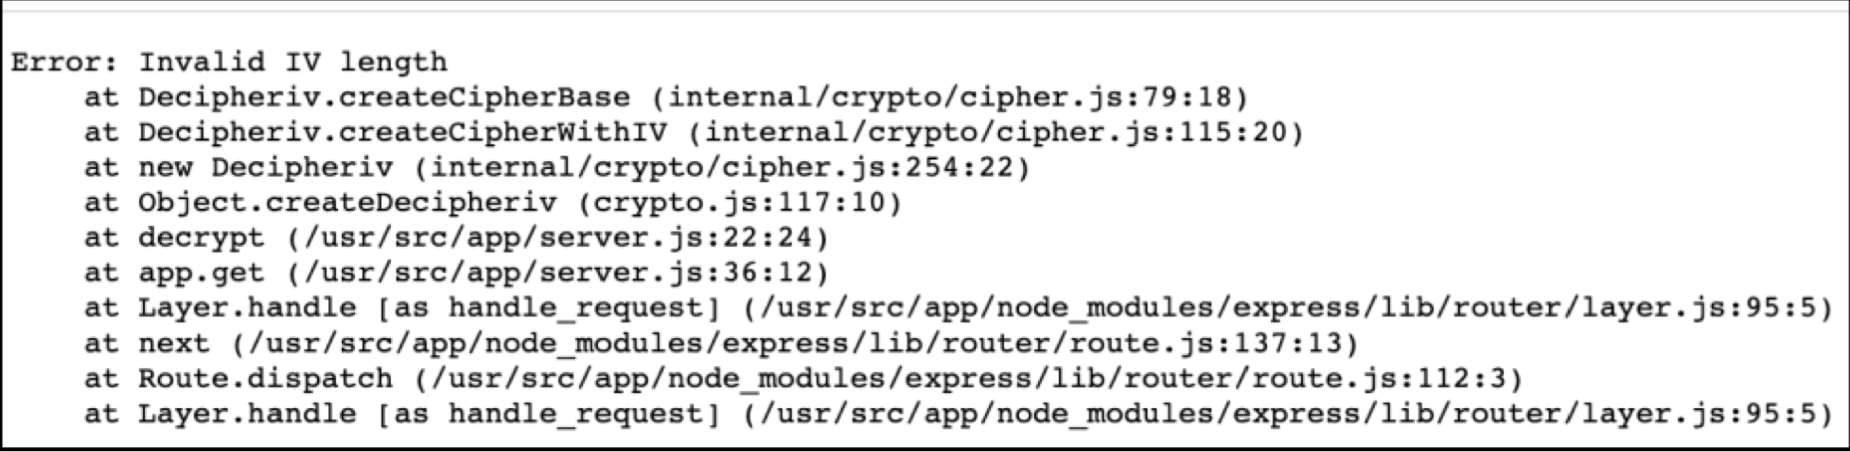 Error: Invalid IV length
    at Decipheriv.createCipherBase (internal/crypto/cipher.js:79:18)
    at Decipheriv.createCipherWithIV (internal/crypto/cipher.js:115:20)
    at new Decipheriv (internal/crypto/cipher.js:254:22)
    at Object.createDecipheriv (crypto.js:117:10)
    at decrypt (/usr/src/app/server.js:22:24)
    at app.get (/usr/src/app/server.js:36:12)
    at Layer.handle [as handle_request] (/usr/src/app/node_modules/express/lib/router/layer.js:95:5)
    at next (/usr/src/app/node_modules/express/lib/router/route.js:137:13)
    at Route.dispatch (/usr/src/app/node_modules/express/lib/router/route.js:112:3)
    at Layer.handle [as handle_request] (/usr/src/app/node_modules/express/lib/router/layer.js:95:5)